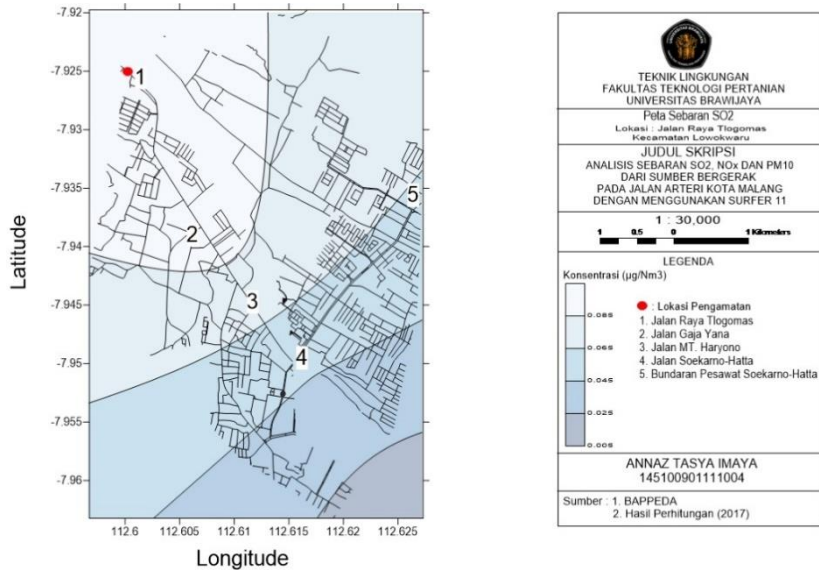 -7.92
-7.925
-7.93
-7.935
-7.94
-7.945
-7.95
-7.955
-7.96
Latitude
1
2
3
4
5
112.6 112.605 112.61 112.615 112.62 112.625
Longitude
TEKNIK LINGKUNGAN
FAKULTAS TEKNOLOGI PERTANIAN
UNIVERSITAS BRAWIJAYA
Peta Sebaran SO2
Lokasi : Jalan Raya Tlogomas
Kecamatan Lowokwaru
JUDUL SKRIPSI
ANALISIS SEBARAN SO2, NOx DAN PM10
DARI SUMBER BERGERAK
PADA JALAN ARTERI KOTA MALANG
DENGAN MENGGUNAKAN SURFER 11
1 : 30,000
1 0.5 0 1 Kilometers
LEGENDA
Konsentrasi (µg/Nm3)
0.085
0.065
0.045
0.025
0.005
: Lokasi Pengamatan
1. Jalan Raya Tlogomas
2. Jalan Gaja Yana
3. Jalan MT. Haryono
4. Jalan Soekarno-Hatta
5. Bundaran Pesawat Soekarno-Hatta
ANNAZ TASYA IMAYA
145100901111004
Sumber : 1. BAPPEDA
2. Hasil Perhitungan (2017)